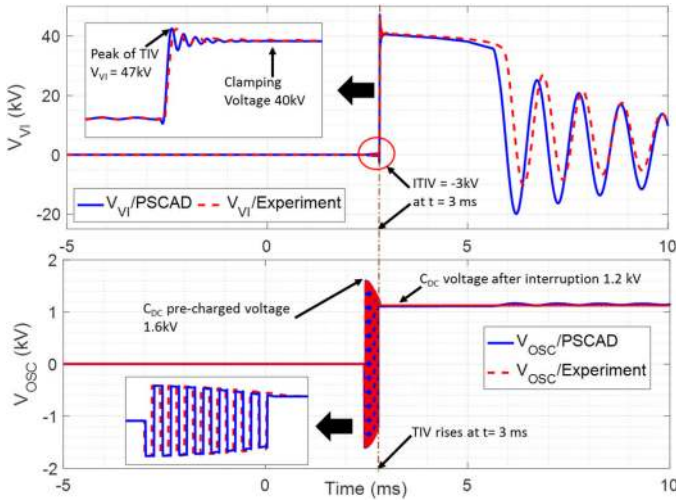 40
20
0
-20
V_VI (kV)
Peak of TIV
V_VI = 47kV
Clamping
Voltage 40kV
ITIV = -3kV
at t = 3 ms
V_VI/PSCAD
V_VI/Experiment
-5
0
5
10
2
1
0
-1
-2
V_OSC (kV)
C_DC pre-charged voltage
1.6kV
C_DC voltage after interruption 1.2 kV
V_OSC/PSCAD
V_OSC/Experiment
TIV rises at t= 3 ms
-5
0
Time (ms)
5
10